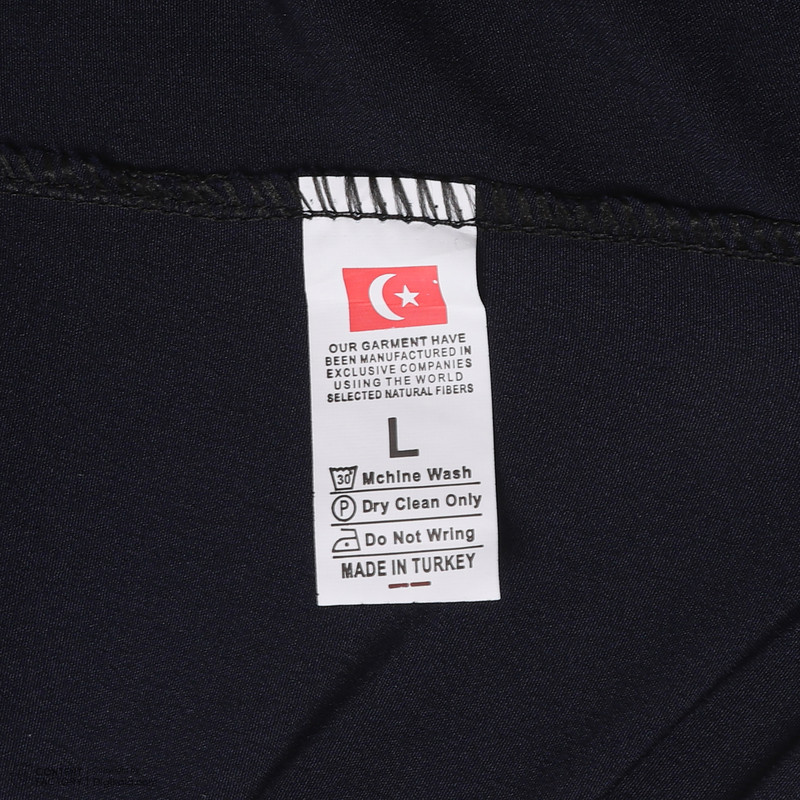 OUR GARMENT HAVE
BEEN MANUFACTURED IN
EXCLUSIVE COMPANIES
USIING THE WORLD
SELECTED NATURAL FIBERS
L
30° Mchine Wash
P Dry Clean Only
Do Not Wring
MADE IN TURKEY